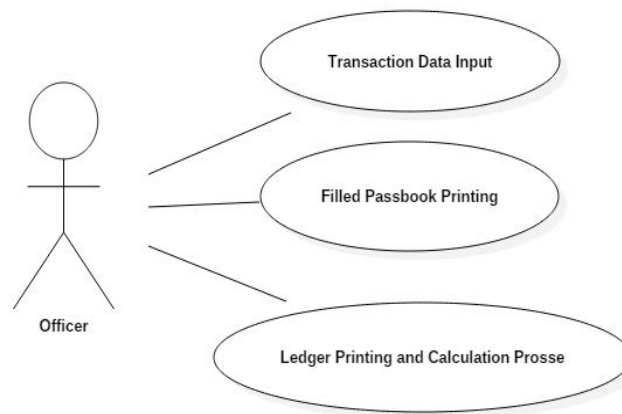 Transaction Data Input
Filled Passbook Printing
Officer
Ledger Printing and Calculation Prosse